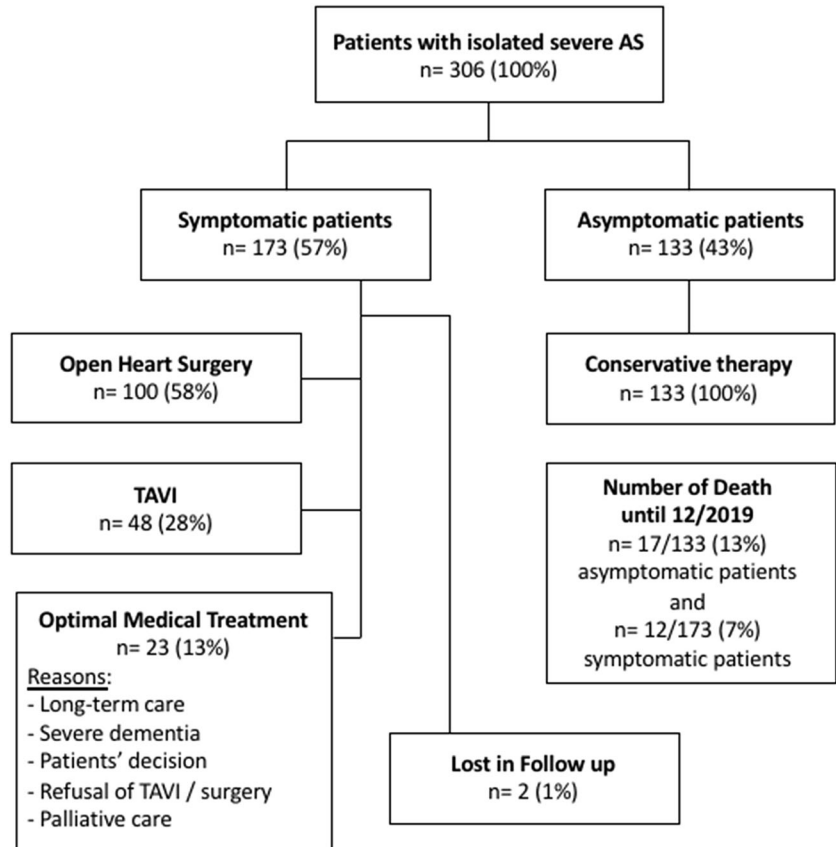 Patients with isolated severe AS
n= 306 (100%)
Symptomatic patients
n= 173 (57%)
Asymptomatic patients
n= 133 (43%)
Open Heart Surgery
n= 100 (58%)
Conservative therapy
n= 133 (100%)
TAVI
n= 48 (28%)
Number of Death
until 12/2019
n= 17/133 (13%)
asymptomatic patients
and
n= 12/173 (7%)
symptomatic patients
Optimal Medical Treatment
n= 23 (13%)
Reasons:
- Long-term care
- Severe dementia
- Patients’ decision
- Refusal of TAVI / surgery
- Palliative care
Lost in Follow up
n= 2 (1%)